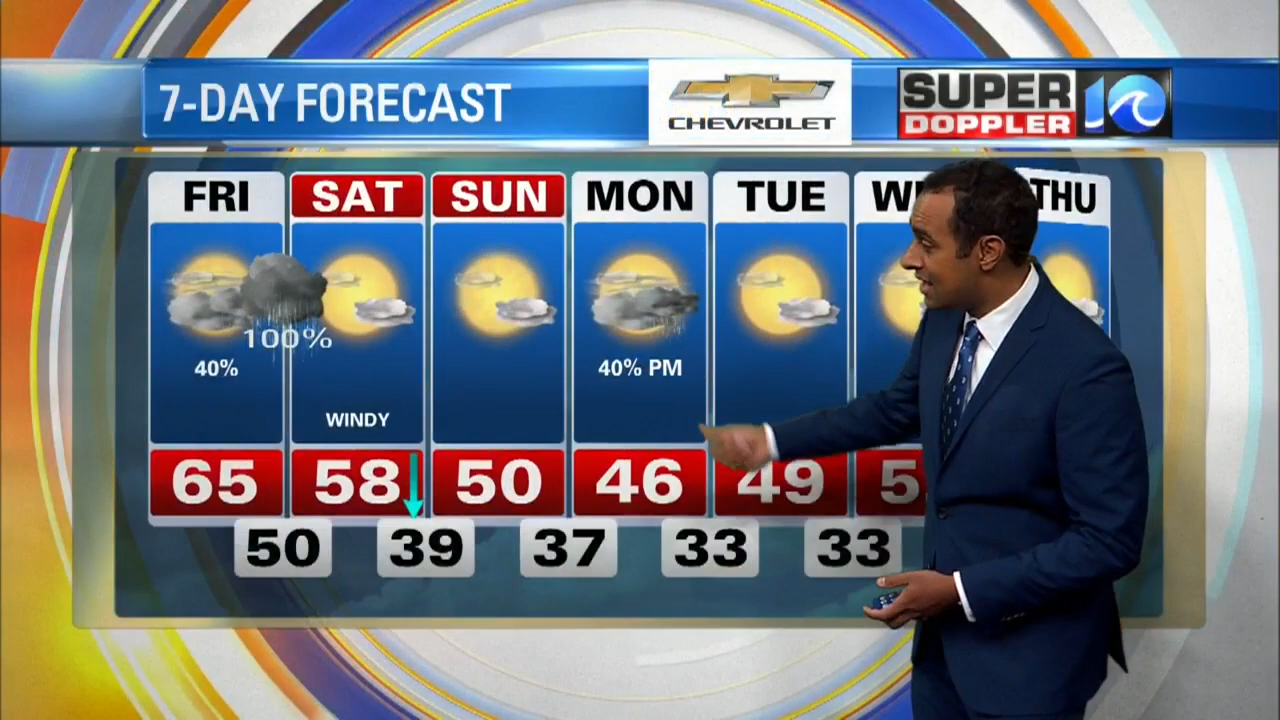 7-DAY FORECAST
CHEVROLET
SUPER
DOPPLER
10
FRI SAT SUN MON TUE THU
100%
40% 40% PM
WINDY
65 58 50 46 49
50 39 37 33 33